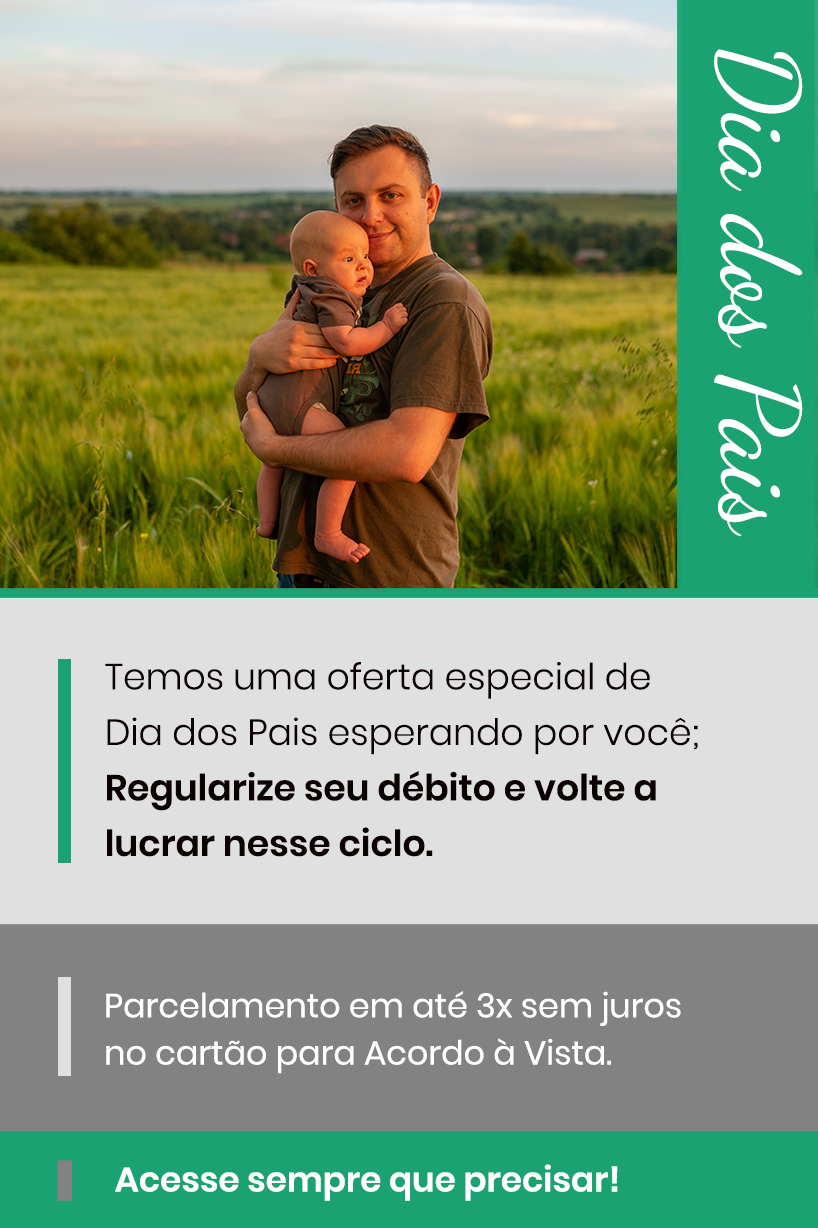 Dia dos Pais
Temos uma oferta especial de
Dia dos Pais esperando por você;
Regularize seu débito e volte a
lucrar nesse ciclo.
Parcelamento em até 3x sem juros
no cartão para Acordo à Vista.
Acesse sempre que precisar!